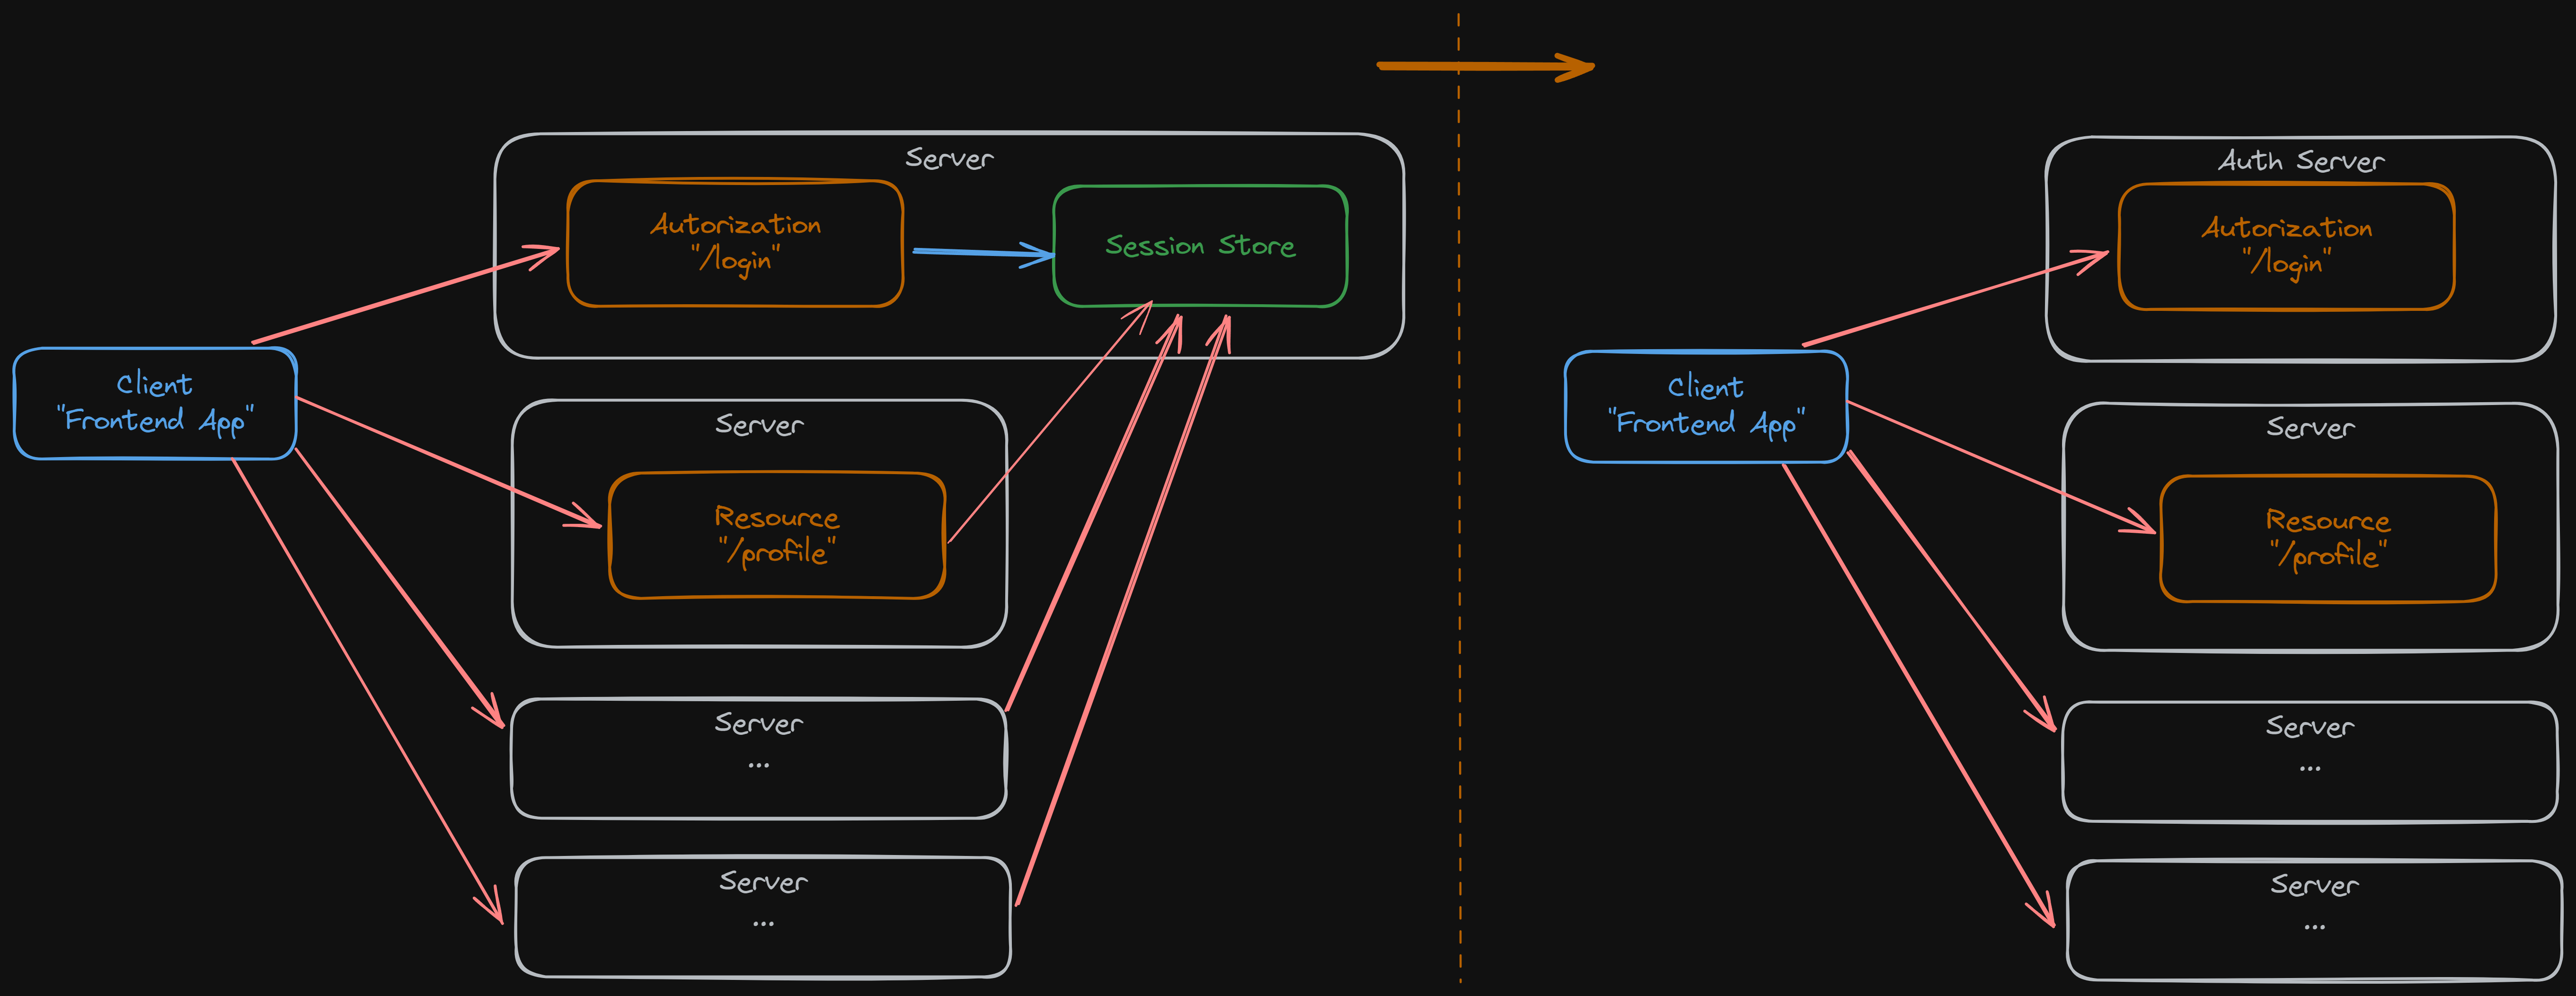 Server
Autorization
"/login"
Session Store
Client
"Frontend App"
Server
Resource
"/profile"
Server
...
Server
...
Auth Server
Autorization
"/login"
Client
"Frontend App"
Server
Resource
"/profile"
Server
...
Server
...